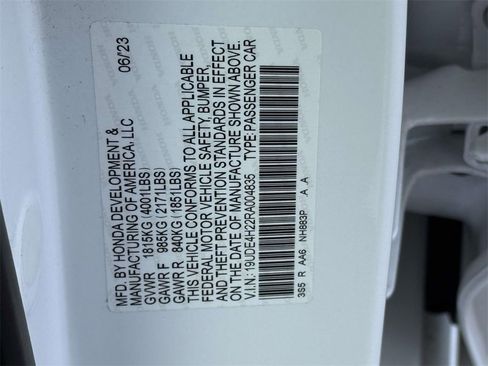 MFD. BY HONDA DEVELOPMENT & 06/23
MANUFACTURING OF AMERICA, LLC
GVWR 1815KG (4001LBS)
GAWR F 985KG (2171LBS)
GAWR R 840KG (1851LBS)
THIS VEHICLE CONFORMS TO ALL APPLICABLE
FEDERAL MOTOR VEHICLE SAFETY, BUMPER,
AND THEFT PREVENTION STANDARDS IN EFFECT
ON THE DATE OF MANUFACTURE SHOWN ABOVE.
V.I.N.:19UDE4H22RA004835 TYPE:PASSENGER CAR
3S5 R AA6 NH883P A A